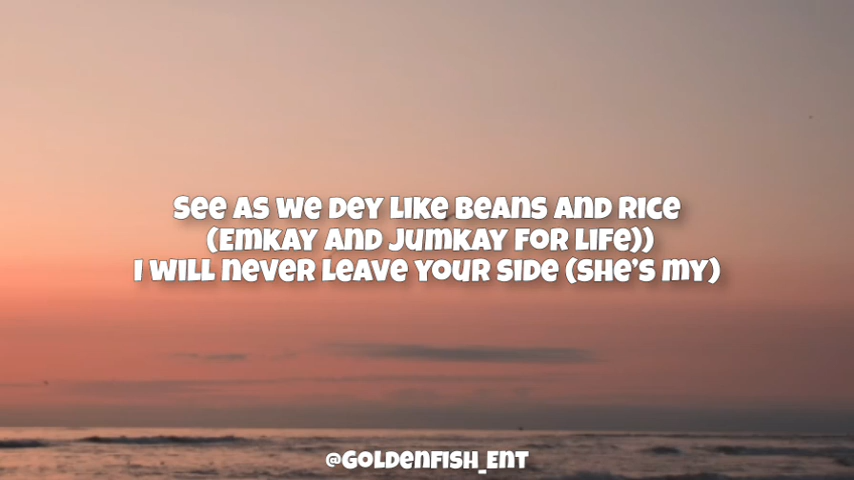 See as we dey like beans and rice
(Emkay and Jumkay for life))
I will never leave your side (she's my)
@GOLDENFISH_ENT